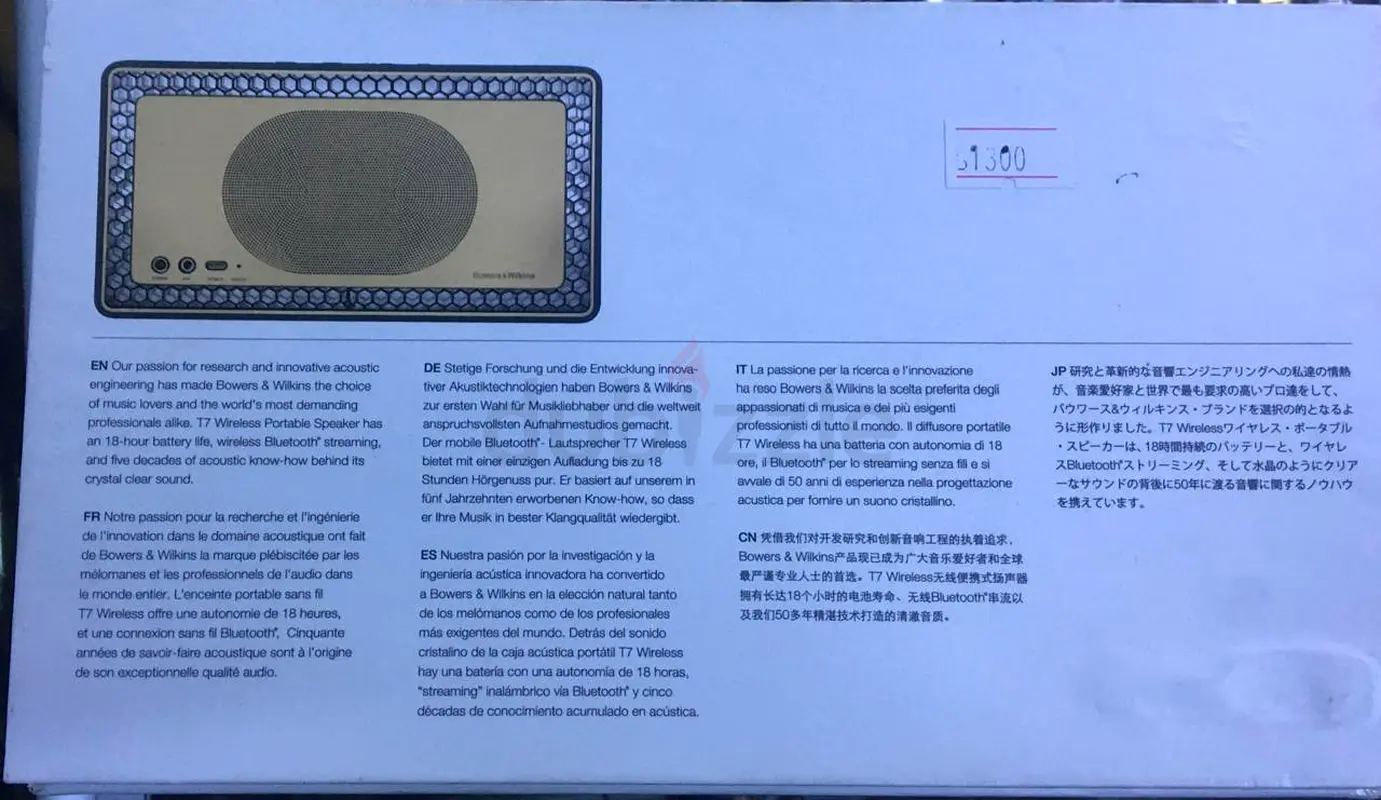 Bowers & Wilkins
1300
EN Our passion for research and innovative acoustic
engineering has made Bowers & Wilkins the choice
of music lovers and the world's most demanding
professionals alike. T7 Wireless Portable Speaker has
an 18-hour battery life, wireless Bluetooth® streaming,
and five decades of acoustic know-how behind its
crystal clear sound.
FR Notre passion pour la recherche et l'ingénierie
de l'innovation dans le domaine acoustique ont fait
de Bowers & Wilkins la marque plébiscitée par les
mélomanes et les professionnels de l'audio dans
le monde entier. L'enceinte portable sans fil
T7 Wireless offre une autonomie de 18 heures,
et une connexion sans fil Bluetooth®, Cinquante
années de savoir-faire acoustique sont à l'origine
de son exceptionnelle qualité audio.
DE Stetige Forschung und die Entwicklung innova-
tiver Akustiktechnologien haben Bowers & Wilkins
zur ersten Wahl für Musikliebhaber und die weltweit
anspruchsvollsten Aufnahmestudios gemacht.
Der mobile Bluetooth®- Lautsprecher T7 Wireless
bietet mit einer einzigen Aufladung bis zu 18
Stunden Hörgenuss pur. Er basiert auf unserem in
fünf Jahrzehnten erworbenen Know-how, so dass
er Ihre Musik in bester Klangqualität wiedergibt.
ES Nuestra pasión por la investigación y la
ingeniería acústica innovadora ha convertido
a Bowers & Wilkins en la elección natural tanto
de los melómanos como de los profesionales
más exigentes del mundo. Detrás del sonido
cristalino de la caja acústica portátil T7 Wireless
hay una batería con una autonomía de 18 horas,
"streaming" inalámbrico vía Bluetooth® y cinco
décadas de conocimiento acumulado en acústica.
IT La passione per la ricerca e l'innovazione
ha reso Bowers & Wilkins la scelta preferita degli
appassionati di musica e dei più esigenti
professionisti di tutto il mondo. Il diffusore portatile
T7 Wireless ha una batteria con autonomia di 18
ore, il Bluetooth® per lo streaming senza fili e si
avvale di 50 anni di esperienza nella progettazione
acustica per fornire un suono cristallino.
CN 凭借我们对开发研究和创新音响工程的执着追求，
Bowers & Wilkins产品现已成为广大音乐爱好者和全球
最严谨专业人士的首选。T7 Wireless无线便携式扬声器
拥有长达18个小时的电池寿命、无线Bluetooth®串流以
及我们50多年精湛技术打造的清澈音质。
JP 研究と革新的な音響エンジニアリングへの私達の情熱
が、音楽愛好家と世界で最も要求の高いプロ達をして、
バウワース&ウィルキンス・ブランドを選択の的となるよ
うに形作りました。T7 Wirelessワイヤレス・ポータブル
・スピーカーは、18時間持続のバッテリーと、ワイヤレ
スBluetooth®ストリーミング、そして水晶のようにクリア
ーなサウンドの背後に50年に渡る音響に関するノウハウ
を携えています。
dubizzle